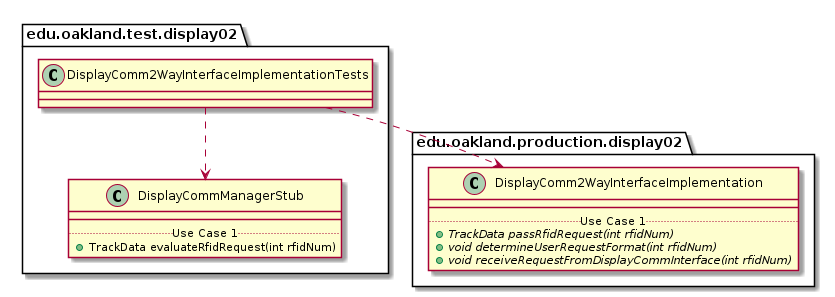 edu.oakland.test.display02
C DisplayComm2WayInterfaceImplementationTests
C DisplayCommManagerStub
Use Case 1
TrackData evaluateRfidRequest(int rfidNum)
edu.oakland.production.display02
C DisplayComm2WayInterfaceImplementation
Use Case 1
TrackData passRfidRequest(int rfidNum)
void determineUserRequestFormat(int rfidNum)
void receiveRequestFromDisplayCommInterface(int rfidNum)